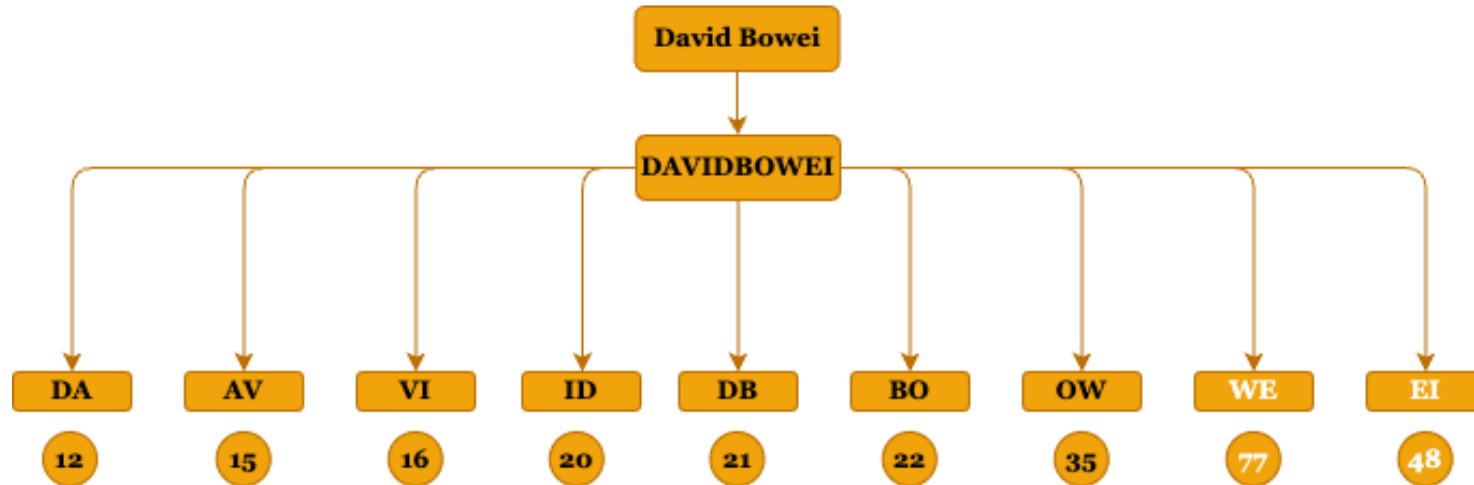 David Bowei
DAVIDBOWEI
DA AV VI ID DB BO OW WE EI
12 15 16 20 21 22 35 77 48